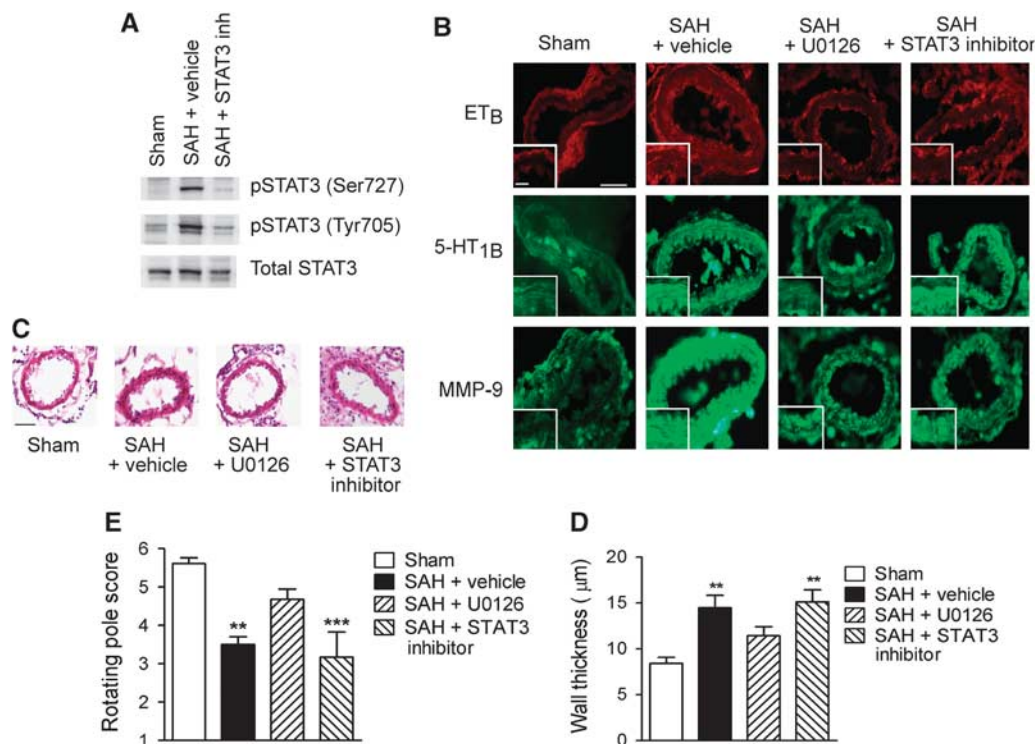 A
Sham
SAH + vehicle
SAH + STAT3 inh
pSTAT3 (Ser727)
pSTAT3 (Tyr705)
Total STAT3
B
Sham
SAH
+ vehicle
SAH
+ U0126
SAH
+ STAT3 inhibitor
ETB
5-HT1B
MMP-9
C
Sham
SAH
+ vehicle
SAH
+ U0126
SAH
+ STAT3
inhibitor
E
Rotating pole score
6
5
4
3
2
1
**
***
Sham
SAH + vehicle
SAH + U0126
SAH + STAT3
inhibitor
D
Wall thickness ( μm)
20
15
10
5
0
**
**
Sham
SAH + vehicle
SAH + U0126
SAH + STAT3
inhibitor